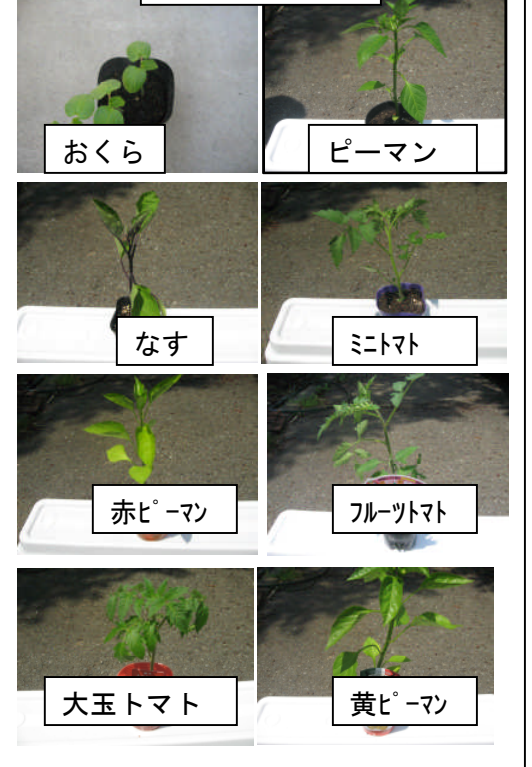 おくら
ピーマン
なす
ﾐﾆﾄﾏﾄ
赤ﾋﾟｰﾏﾝ
ﾌﾙｰﾂﾄﾏﾄ
大玉トマト
黄ﾋﾟｰﾏﾝ